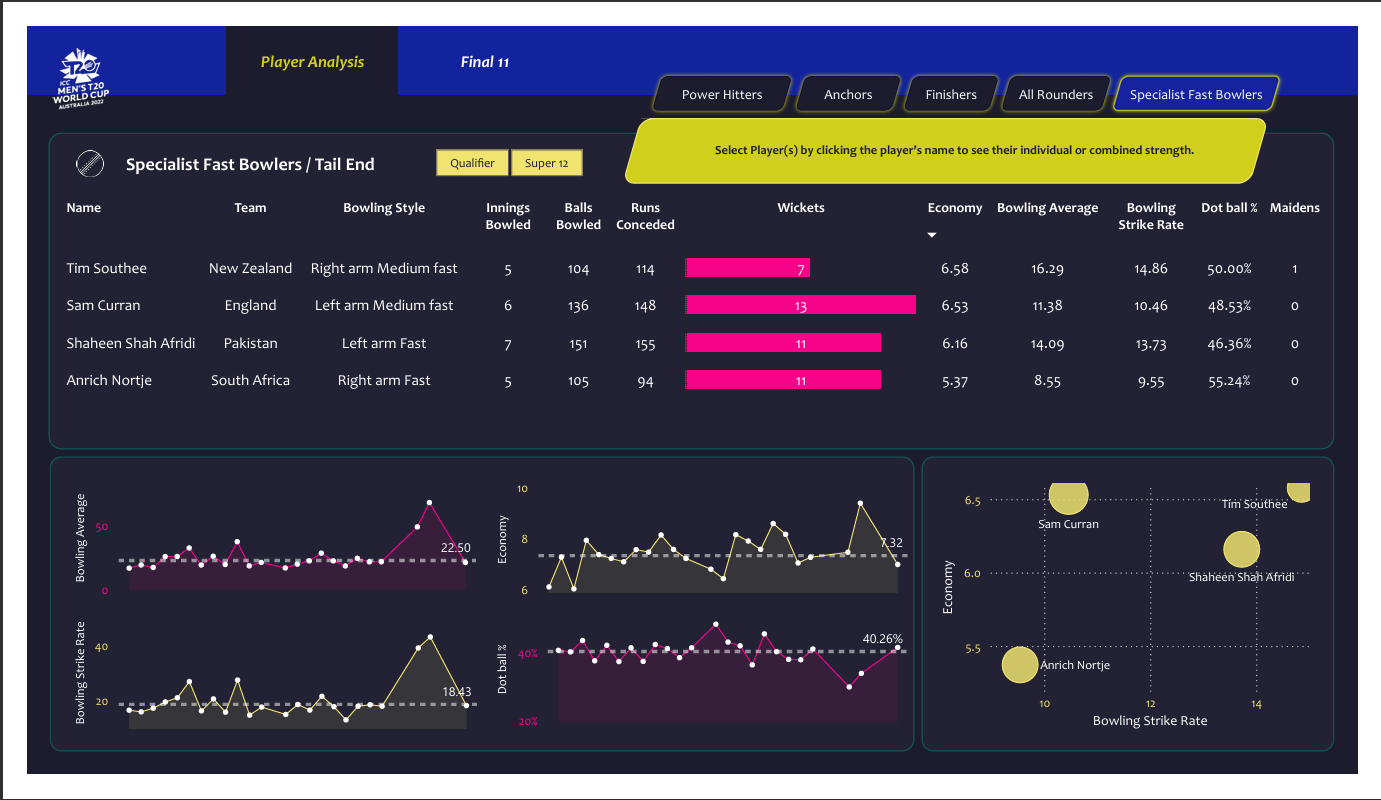 Player Analysis
Final 11
ICC
MEN'S T20
WORLD CUP
AUSTRALIA 2022
Power Hitters
Anchors
Finishers
All Rounders
Specialist Fast Bowlers
Select Player(s) by clicking the player's name to see their individual or combined strength.
Specialist Fast Bowlers / Tail End
Qualifier
Super 12
Name Team Bowling Style Innings Bowled Balls Bowled Runs Conceded Wickets Economy Bowling Average Bowling Strike Rate Dot ball % Maidens
Tim Southee New Zealand Right arm Medium fast 5 104 114 7 6.58 16.29 14.86 50.00% 1
Sam Curran England Left arm Medium fast 6 136 148 13 6.53 11.38 10.46 48.53% 0
Shaheen Shah Afridi Pakistan Left arm Fast 7 151 155 11 6.16 14.09 13.73 46.36% 0
Anrich Nortje South Africa Right arm Fast 5 105 94 11 5.37 8.55 9.55 55.24% 0
Bowling Average
50
0
22.50
Economy
10
8
6
7.32
Bowling Strike Rate
40
20
18.43
Dot ball %
40%
20%
40.26%
Economy
6.5
6.0
5.5
Tim Southee
Sam Curran
Shaheen Shah Afridi
Anrich Nortje
10
12
14
Bowling Strike Rate